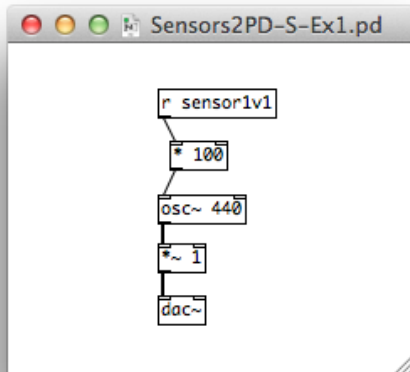 Sensors2PD-S-Ex1.pd
r sensor1v1
* 100
osc~ 440
*~ 1
dac~